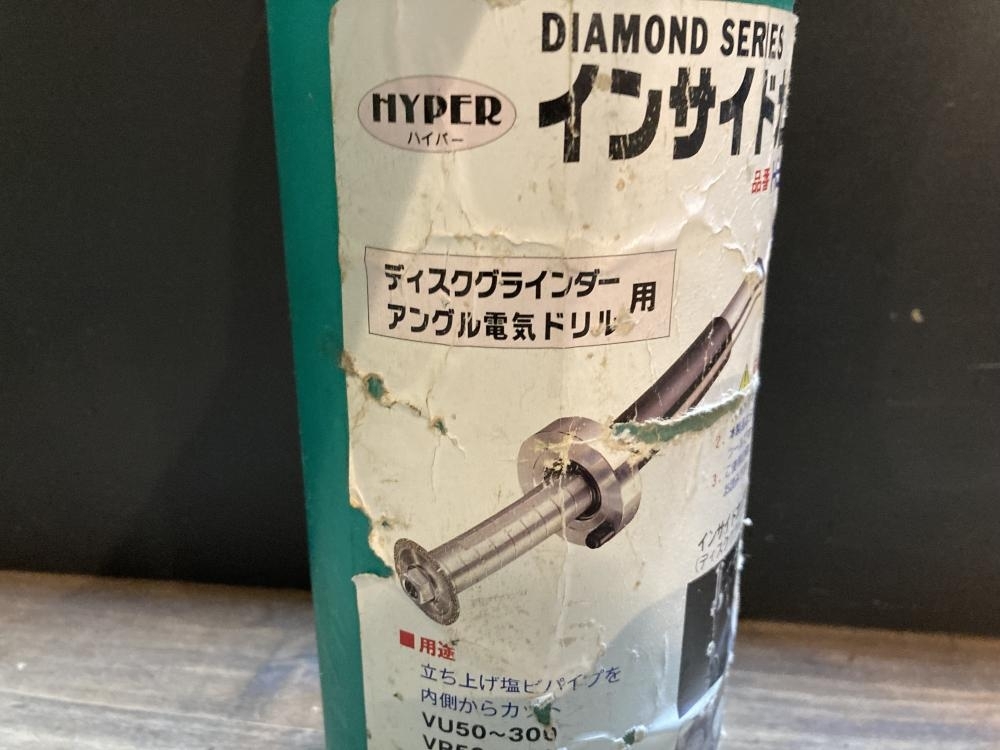 DIAMOND SERIES
HYPER
ハイパー
インサイド
品番
ディスクグラインダー
アングル電気ドリル
用
2.
3.
■用途
立ち上げ塩ビパイプを
内側からカット
VU50〜300